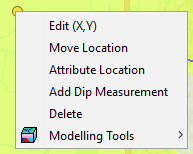 Edit (X,Y)
Move Location
Attribute Location
Add Dip Measurement
Delete
Modelling Tools